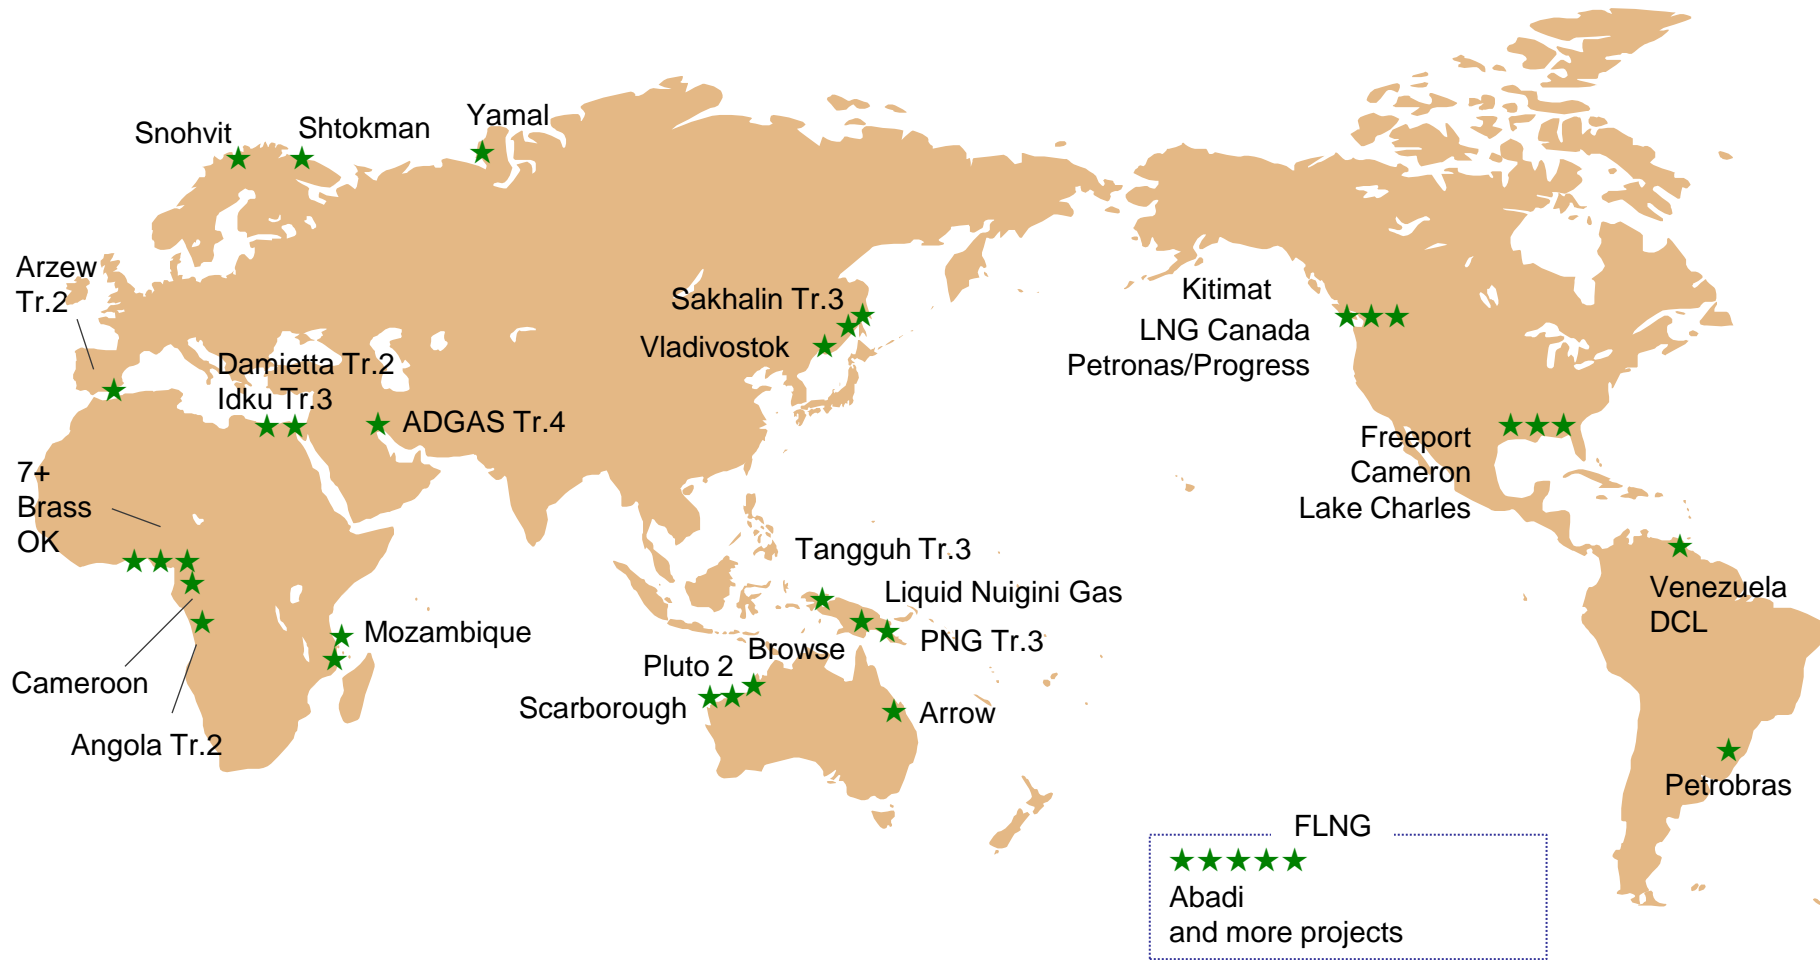 Yamal
Shtokman
Snohvit
Arzew
Tr.2
Sakhalin Tr.3
Kitimat
LNG Canada
Petronas/Progress
Vladivostok
Damietta Tr.2
Idku Tr.3
ADGAS Tr.4
Freeport
Cameron
Lake Charles
7+
Brass
OK
Tangguh Tr.3
Liquid Nuigini Gas
PNG Tr.3
Venezuela
DCL
Mozambique
Browse
Pluto 2
Scarborough
Arrow
Cameroon
Angola Tr.2
Petrobras
FLNG
Abadi
and more projects